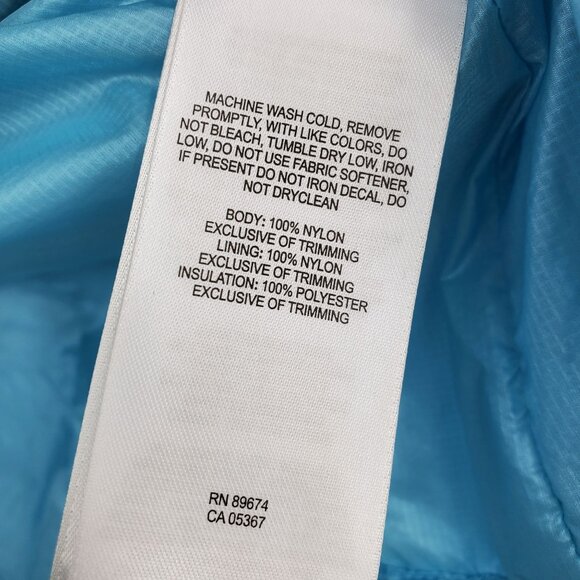 MACHINE WASH COLD, REMOVE
PROMPTLY, WITH LIKE COLORS, DO
NOT BLEACH, TUMBLE DRY LOW, IRON
LOW, DO NOT USE FABRIC SOFTENER,
IF PRESENT DO NOT IRON DECAL, DO
NOT DRYCLEAN
BODY: 100% NYLON
EXCLUSIVE OF TRIMMING
LINING: 100% NYLON
EXCLUSIVE OF TRIMMING
INSULATION: 100% POLYESTER
EXCLUSIVE OF TRIMMING
RN 89674
CA 05367